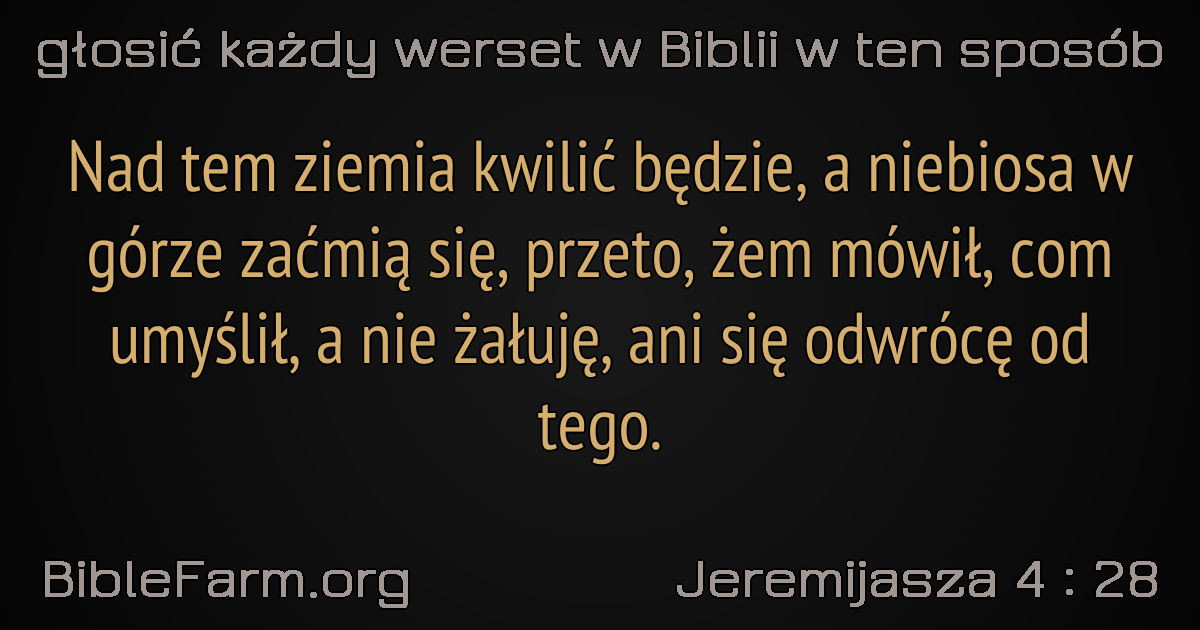 głosić każdy werset w Biblii w ten sposób
Nad tem ziemia kwilić będzie, a niebiosa w
górze zaćmią się, przeto, żem mówił, com
umyślił, a nie żałuję, ani się odwrócę od
tego.
BibleFarm.org
Jeremijasza 4 : 28